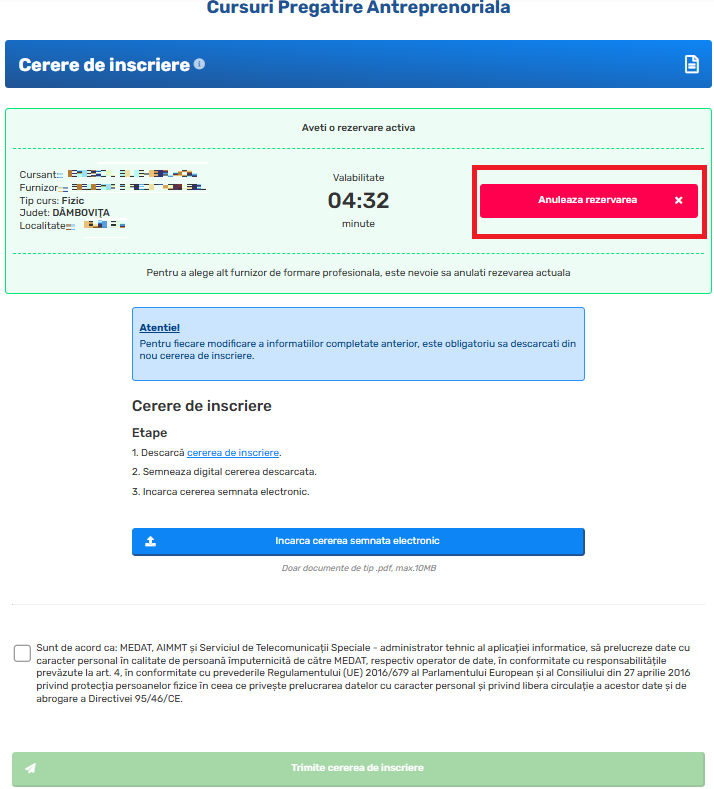 Cursuri Pregatire Antreprenoriala
Cerere de inscriere
Aveti o rezervare activa
Cursant:
Furnizor
Tip curs: Fizic
Judet: DÂMBOVIŢA
Localitate
Valabilitate
04:32
minute
Anuleaza rezervarea
Pentru a alege alt furnizor de formare profesionala, este nevoie sa anulati rezevarea actuala
Atentie!
Pentru fiecare modificare a informatiilor completate anterior, este obligatoriu sa descarcati din
nou cererea de inscriere.
Cerere de inscriere
Etape
1. Descarcă cererea de inscriere.
2. Semneaza digital cererea descarcata.
3. Incarca cererea semnata electronic.
Incarca cererea semnata electronic
Doar documente de tip .pdf, max.10MB
Sunt de acord ca: MEDAT, AIMMT și Serviciul de Telecomunicații Speciale - administrator tehnic al aplicației informatice, să prelucreze date cu
caracter personal în calitate de persoană împuternicită de către MEDAT, respectiv operator de date, în conformitate cu responsabilitățile
prevăzute la art. 4, în conformitate cu prevederile Regulamentului (UE) 2016/679 al Parlamentului European și al Consiliului din 27 aprilie 2016
privind protecția persoanelor fizice în ceea ce privește prelucrarea datelor cu caracter personal și privind libera circulație a acestor date și de
abrogare a Directivei 95/46/CE.
Trimite cererea de inscriere